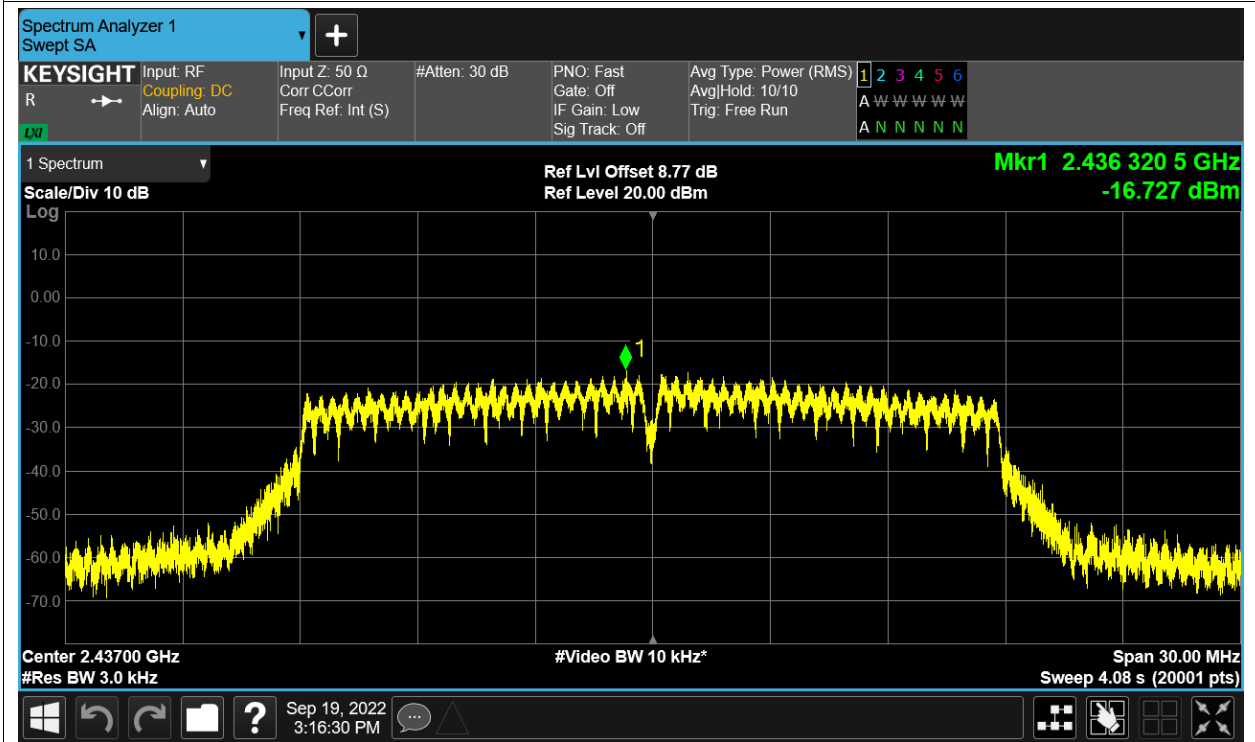 Spectrum Analyzer 1
Swept SA
+
KEYSIGHT
R
LXI
Input: RF
Coupling: DC
Align: Auto
Input Z: 50 Ω
Corr CCorr
Freq Ref: Int (S)
#Atten: 30 dB
PNO: Fast
Gate: Off
IF Gain: Low
Sig Track: Off
Avg Type: Power (RMS)
Avg|Hold: 10/10
Trig: Free Run
1 2 3 4 5 6
A W W W W W
A N N N N N
1 Spectrum
Scale/Div 10 dB
Log
Ref Lvl Offset 8.77 dB
Ref Level 20.00 dBm
Mkr1 2.436 320 5 GHz
-16.727 dBm
10.0
0.00
-10.0
-20.0
-30.0
-40.0
-50.0
-60.0
-70.0
1
Center 2.43700 GHz
#Res BW 3.0 kHz
#Video BW 10 kHz*
Span 30.00 MHz
Sweep 4.08 s (20001 pts)
?
Sep 19, 2022
3:16:30 PM